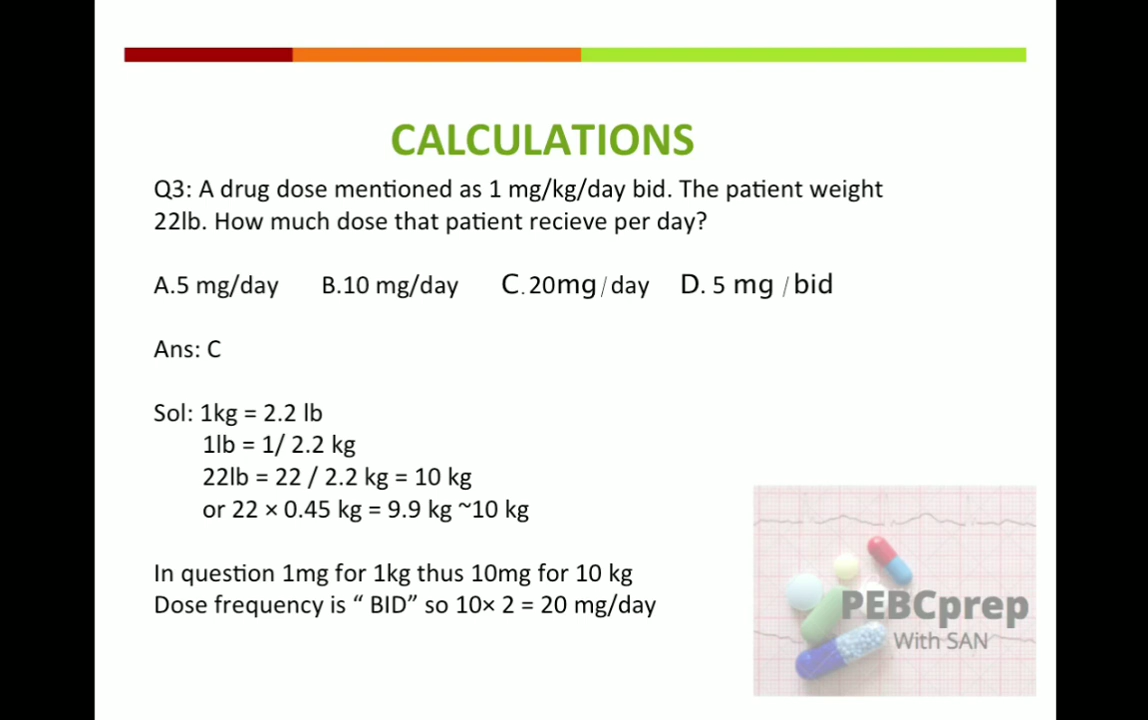 CALCULATIONS
Q3: A drug dose mentioned as 1 mg/kg/day bid. The patient weight
22lb. How much dose that patient recieve per day?
A.5 mg/day B.10 mg/day C.20mg/day D. 5 mg /bid
Ans: C
Sol: 1kg = 2.2 lb
1lb = 1/ 2.2 kg
22lb = 22 / 2.2 kg = 10 kg
or 22 × 0.45 kg = 9.9 kg ~10 kg
In question 1mg for 1kg thus 10mg for 10 kg
Dose frequency is “ BID” so 10× 2 = 20 mg/day
PEBCprep
With SAN